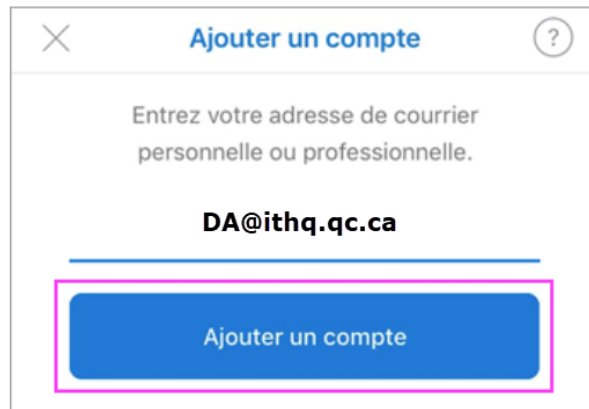 Ajouter un compte
?
Entrez votre adresse de courrier
personnelle ou professionnelle.
DA@ithq.qc.ca
Ajouter un compte